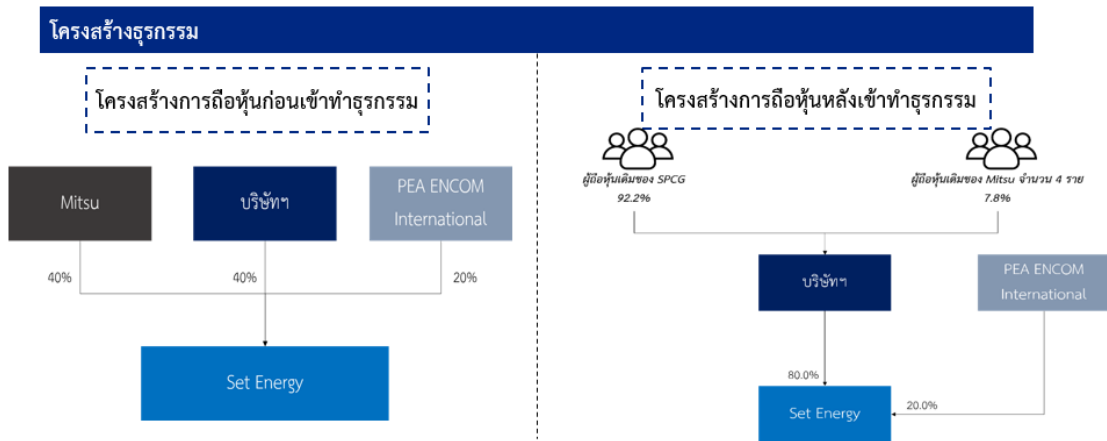 โครงสร้างธุรกรรม
โครงสร้างการถือหุ้นก่อนเข้าทำธุรกรรม
Mitsu
บริษัทฯ
PEA ENCOM
International
40%
40%
20%
Set Energy
โครงสร้างการถือหุ้นหลังเข้าทำธุรกรรม
ผู้ถือหุ้นเดิมของ SPCG
92.2%
ผู้ถือหุ้นเดิมของ Mitsu จำนวน 4 ราย
7.8%
บริษัทฯ
PEA ENCOM
International
80.0%
20.0%
Set Energy